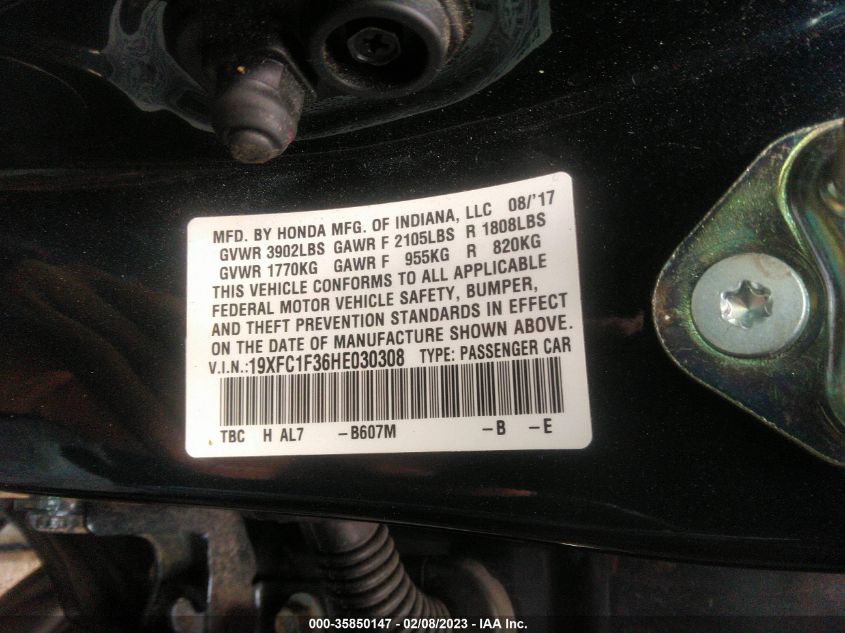 MFD. BY HONDA MFG. OF INDIANA, LLC 08/'17
GVWR 3902LBS GAWR F 2105LBS R 1808LBS
GVWR 1770KG GAWR F 955KG R 820KG
THIS VEHICLE CONFORMS TO ALL APPLICABLE
FEDERAL MOTOR VEHICLE SAFETY, BUMPER,
AND THEFT PREVENTION STANDARDS IN EFFECT
ON THE DATE OF MANUFACTURE SHOWN ABOVE.
V.I.N.:19XFC1F36HE030308 TYPE: PASSENGER CAR
TBC H AL7 -B607M -B -E
000-35850147 - 02/08/2023 - IAA Inc.